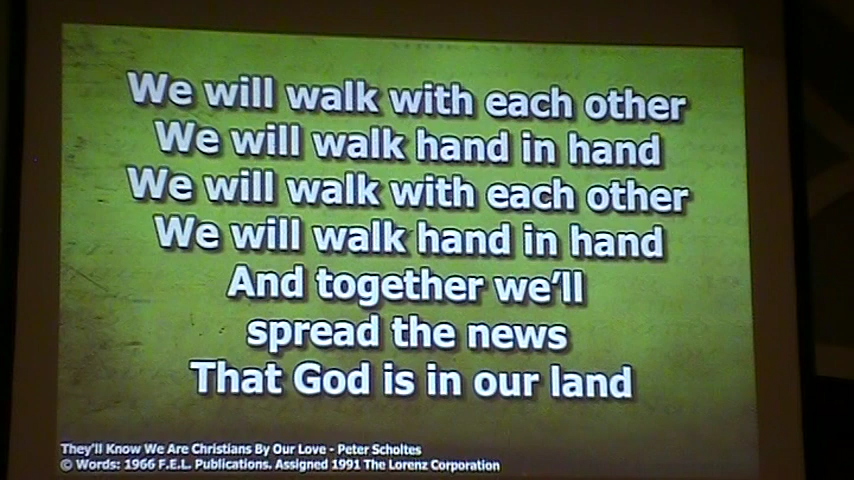 We will walk with each other
We will walk hand in hand
We will walk with each other
We will walk hand in hand
And together we'll
spread the news
That God is in our land
They'll Know We Are Christians By Our Love - Peter Scholtes
© Words: 1966 F.E.L. Publications. Assigned 1991 The Lorenz Corporation